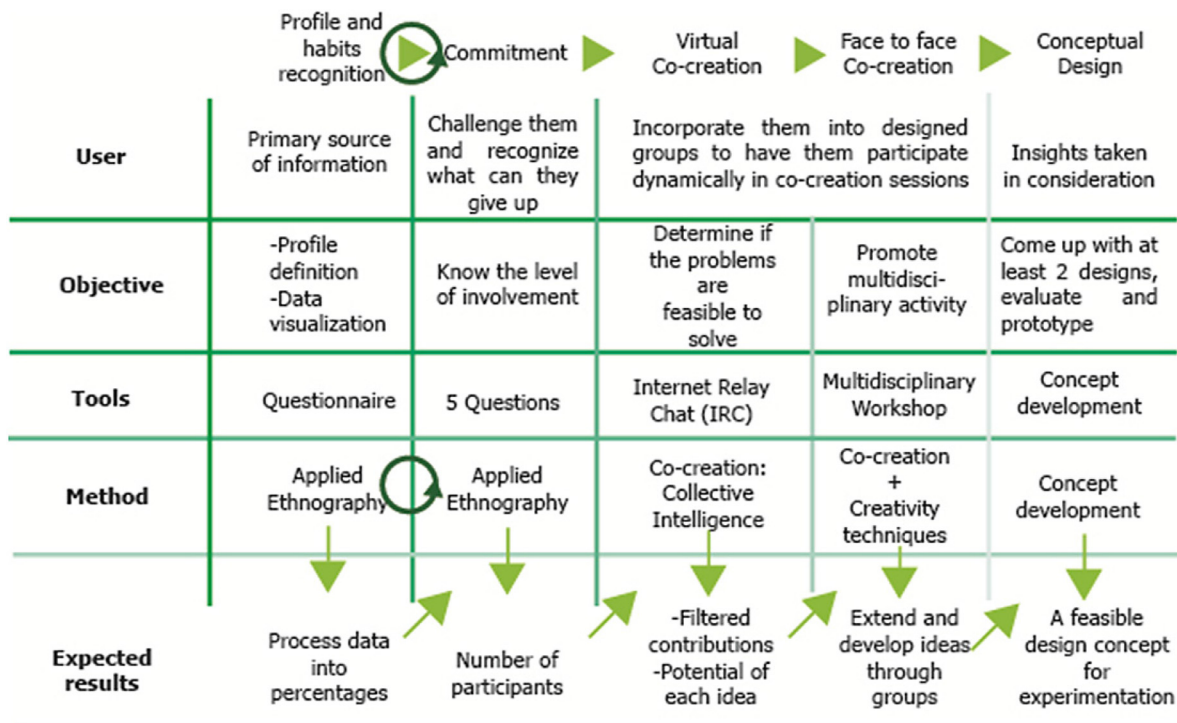 Profile and
habits
recognition
Commitment
Virtual
Co-creation
Face to face
Co-creation
Conceptual
Design
User
Primary source
of information
Challenge them
and recognize
what can they
give up
Incorporate them into designed
groups to have them participate
dynamically in co-creation sessions
Insights taken
in consideration
Objective
-Profile
definition
-Data
visualization
Know the level
of involvement
Determine if
the problems
are
feasible to
solve
Promote
multidisci-
plinary activity
Come up with at
least 2 designs,
evaluate and
prototype
Tools
Questionnaire
5 Questions
Internet Relay
Chat (IRC)
Multidisciplinary
Workshop
Concept
development
Method
Applied
Ethnography
Applied
Ethnography
Co-creation:
Collective
Intelligence
Co-creation
+
Creativity
techniques
Concept
development
Expected
results
Process data
into
percentages
Number of
participants
-Filtered
contributions
-Potential of
each idea
Extend and
develop ideas
through
groups
A feasible
design concept
for
experimentation